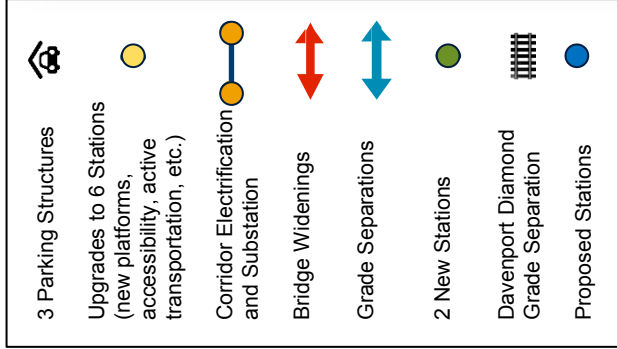 3 Parking Structures
Upgrades to 6 Stations
(new platforms,
accessibility, active
transportation, etc.)
Corridor Electrification
and Substation
Bridge Widenings
Grade Separations
2 New Stations
Davenport Diamond
Grade Separation
Proposed Stations